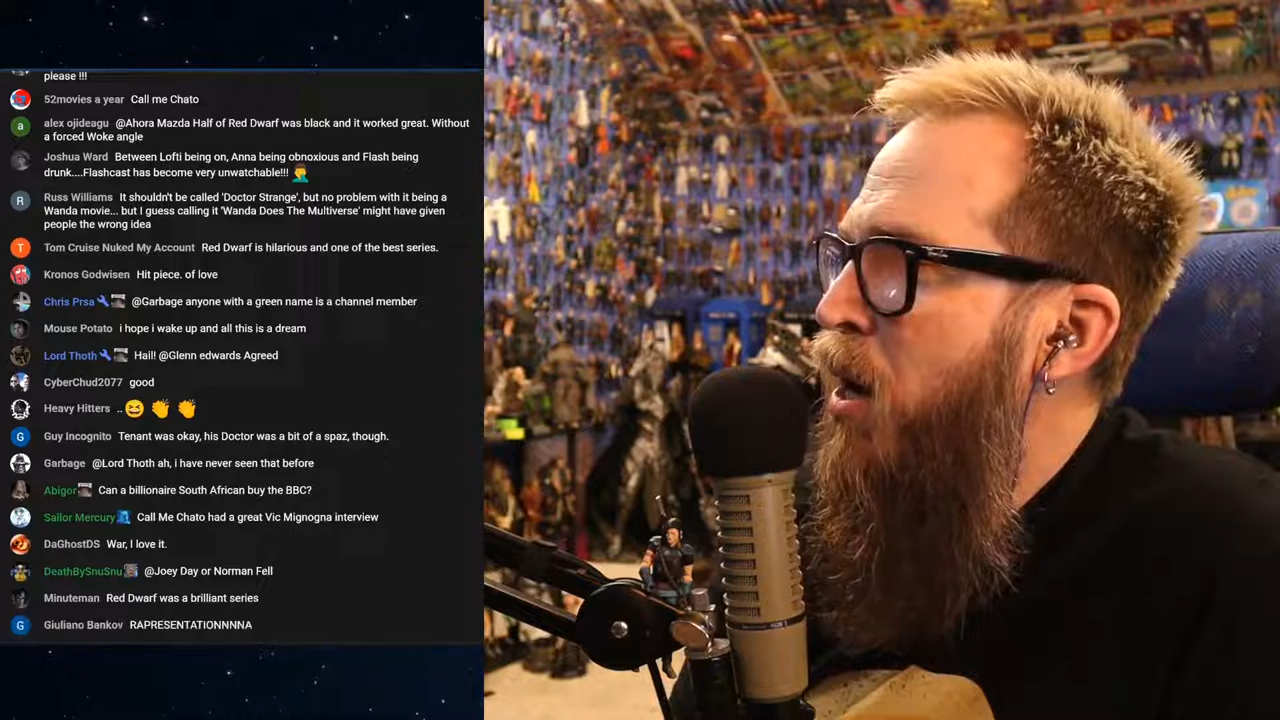 please !!!
52movies a year Call me Chato
alex ojideagu @Ahora Mazda Half of Red Dwarf was black and it worked great. Without
a forced Woke angle
Joshua Ward Between Lofti being on, Anna being obnoxious and Flash being
drunk....Flashcast has become very unwatchable!!! 🤦‍♂️
Russ Williams It shouldn't be called 'Doctor Strange', but no problem with it being a
Wanda movie... but I guess calling it 'Wanda Does The Multiverse' might have given
people the wrong idea
Tom Cruise Nuked My Account Red Dwarf is hilarious and one of the best series.
Kronos Godwisen Hit piece. of love
Chris Prsa @Garbage anyone with a green name is a channel member
Mouse Potato i hope i wake up and all this is a dream
Lord Thoth Hail! @Glenn edwards Agreed
CyberChud2077 good
Heavy Hitters .. 😆 👏 👏
Guy Incognito Tenant was okay, his Doctor was a bit of a spaz, though.
Garbage @Lord Thoth ah, i have never seen that before
Abigor Can a billionaire South African buy the BBC?
Sailor Mercury Call Me Chato had a great Vic Mignogna interview
DaGhostDS War, I love it.
DeathBySnuSnu @Joey Day or Norman Fell
Minuteman Red Dwarf was a brilliant series
Giuliano Bankov RAPRESENTATIONNNNA